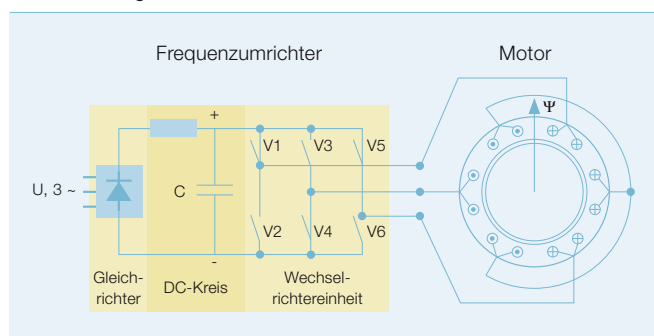 Frequenzumrichter
Motor
Ψ
+
V1
V3
V5
U, 3 ~
C
V2
V4
V6
-
Gleich-
richter
DC-Kreis
Wechsel-
richtereinheit